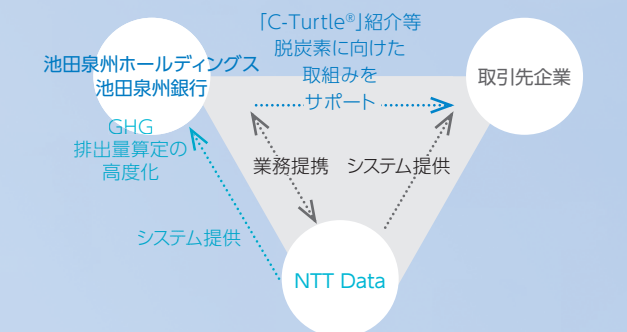 「C-Turtle®」紹介等
脱炭素に向けた
取組みを
サポート
池田泉州ホールディングス
池田泉州銀行
取引先企業
GHG
排出量算定の
高度化
業務提携
システム提供
システム提供
NTT Data